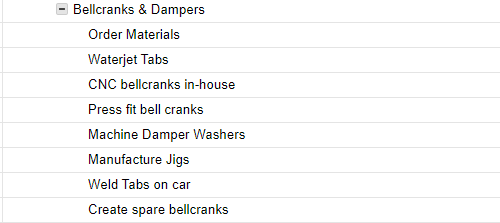 Bellcranks & Dampers
Order Materials
Waterjet Tabs
CNC bellcranks in-house
Press fit bell cranks
Machine Damper Washers
Manufacture Jigs
Weld Tabs on car
Create spare bellcranks